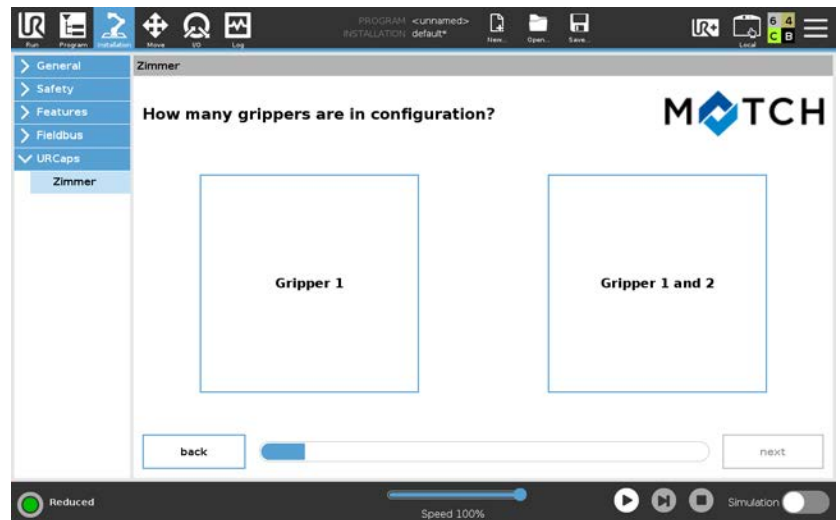 PROGRAM <unnamed>
INSTALLATION default*
UR
Run
Program
Installation
Move
I/O
Log
New...
Open...
Save...
UR+
Local
6 4
C B
General
Safety
Features
Fieldbus
URCaps
Zimmer
Zimmer
How many grippers are in configuration?
MATCH
Gripper 1
Gripper 1 and 2
back
next
Reduced
Speed 100%
Simulation